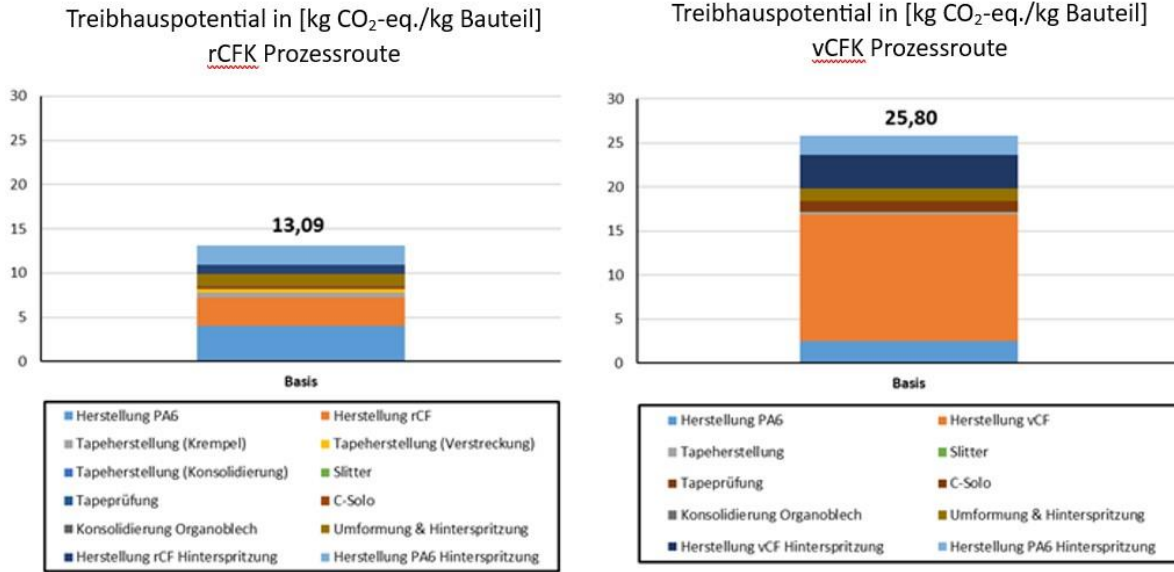 Treibhauspotential in [kg CO₂-eq./kg Bauteil]
rCFK Prozessroute
30
25
20
15
10
5
0
13,09
Basis
Herstellung PA6
Herstellung rCF
Tapeherstellung (Krempel)
Tapeherstellung (Verstreckung)
Tapeherstellung (Konsolidierung)
Slitter
Tapeprüfung
C-Solo
Konsolidierung Organoblech
Umformung & Hinterspritzung
Herstellung rCF Hinterspritzung
Herstellung PA6 Hinterspritzung
Treibhauspotential in [kg CO₂-eq./kg Bauteil]
vCFK Prozessroute
30
25
20
15
10
5
0
25,80
Basis
Herstellung PA6
Herstellung vCF
Tapeherstellung
Slitter
Tapeprüfung
C-Solo
Konsolidierung Organoblech
Umformung & Hinterspritzung
Herstellung vCF Hinterspritzung
Herstellung PA6 Hinterspritzung